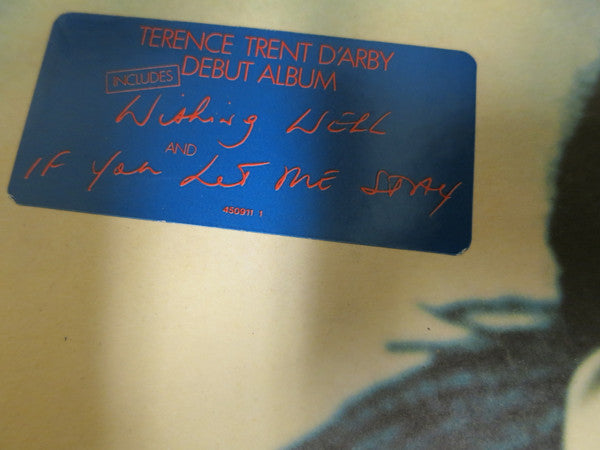 TERENCE TRENT D'ARBY
DEBUT ALBUM
INCLUDES
Wishing WELL
AND
IF You Let ME STAY
450911 1